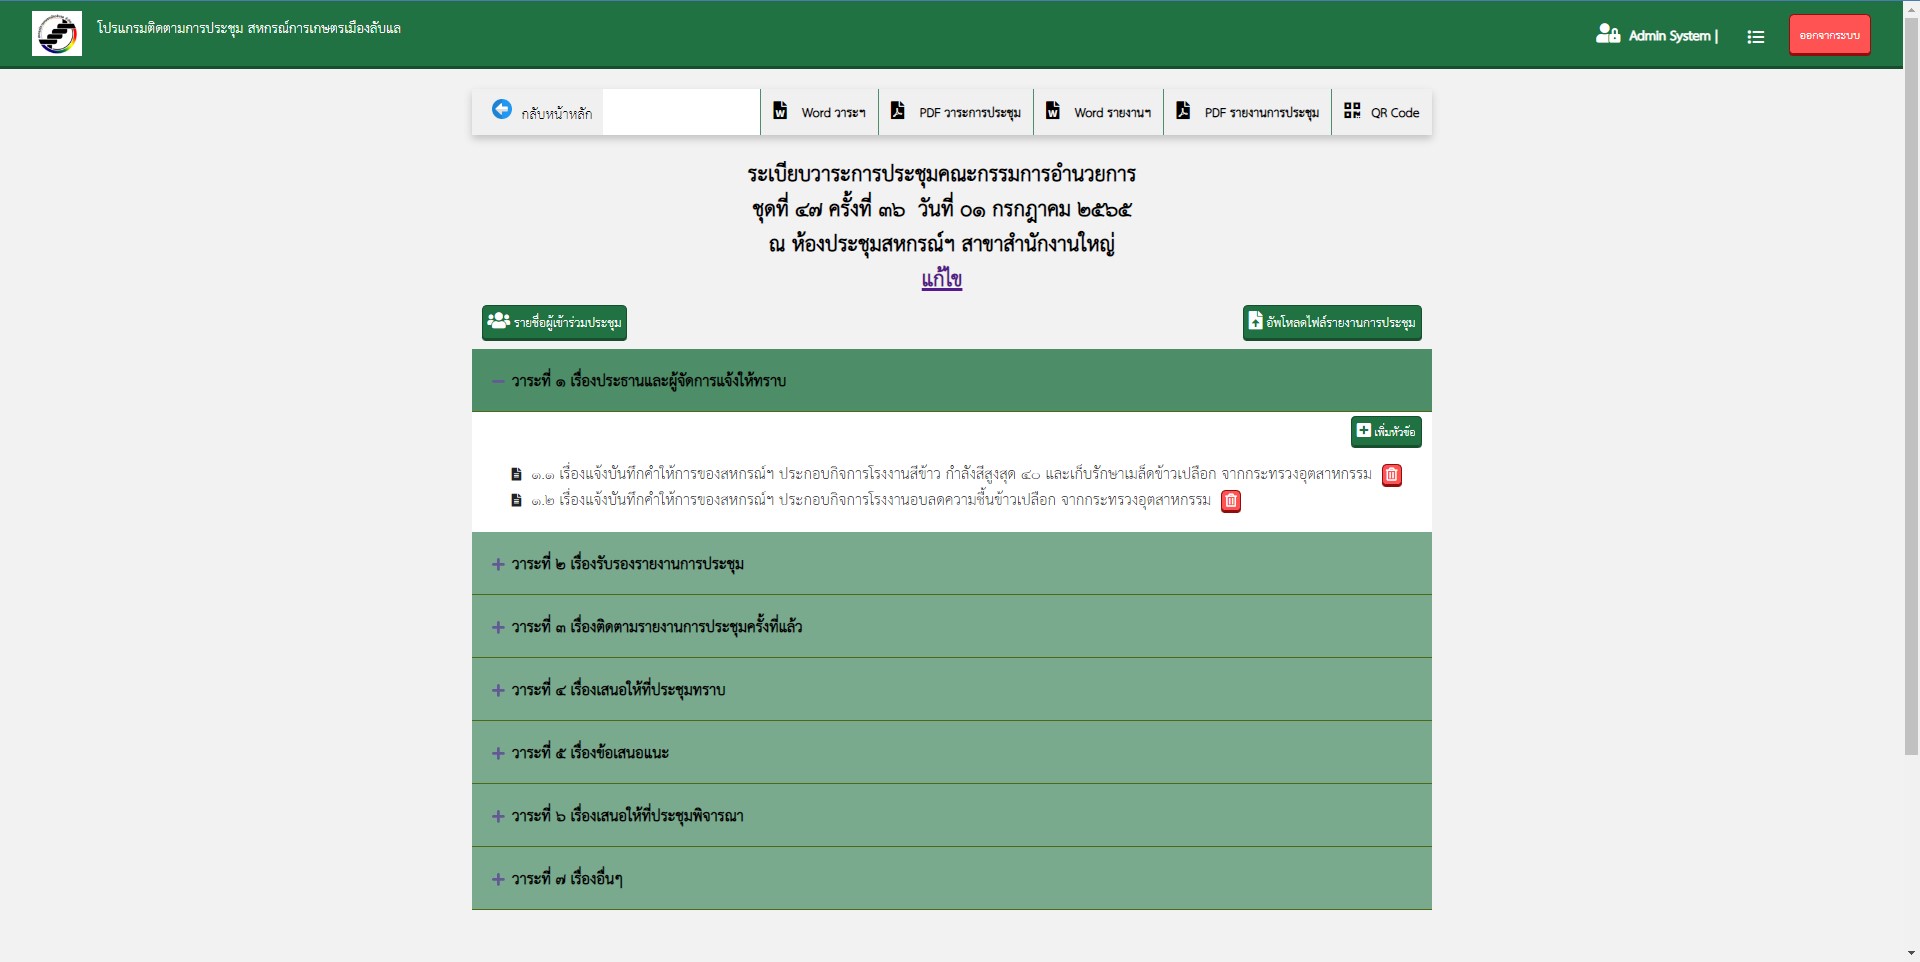 โปรแกรมติดตามการประชุม สหกรณ์การเกษตรเมืองลับแล
Admin System |
ออกจากระบบ
กลับหน้าหลัก
Word วาระฯ
PDF วาระการประชุม
Word รายงานฯ
PDF รายงานการประชุม
QR Code
ระเบียบวาระการประชุมคณะกรรมการอำนวยการ
ชุดที่ ๔๗ ครั้งที่ ๓๖ วันที่ ๐๑ กรกฎาคม ๒๕๖๕
ณ ห้องประชุมสหกรณ์ฯ สาขาสำนักงานใหญ่
แก้ไข
รายชื่อผู้เข้าร่วมประชุม
อัพโหลดไฟล์รายงานการประชุม
วาระที่ ๑ เรื่องประธานและผู้จัดการแจ้งให้ทราบ
เพิ่มหัวข้อ
๑.๑ เรื่องแจ้งบันทึกคำให้การของสหกรณ์ฯ ประกอบกิจการโรงงานสีข้าว กำลังสีสูงสุด ๔๐ และเก็บรักษาเมล็ดข้าวเปลือก จากกระทรวงอุตสาหกรรม
๑.๒ เรื่องแจ้งบันทึกคำให้การของสหกรณ์ฯ ประกอบกิจการโรงงานอบลดความชื้นข้าวเปลือก จากกระทรวงอุตสาหกรรม
วาระที่ ๒ เรื่องรับรองรายงานการประชุม
วาระที่ ๓ เรื่องติดตามรายงานการประชุมครั้งที่แล้ว
วาระที่ ๔ เรื่องเสนอให้ที่ประชุมทราบ
วาระที่ ๕ เรื่องข้อเสนอแนะ
วาระที่ ๖ เรื่องเสนอให้ที่ประชุมพิจารณา
วาระที่ ๗ เรื่องอื่นๆ